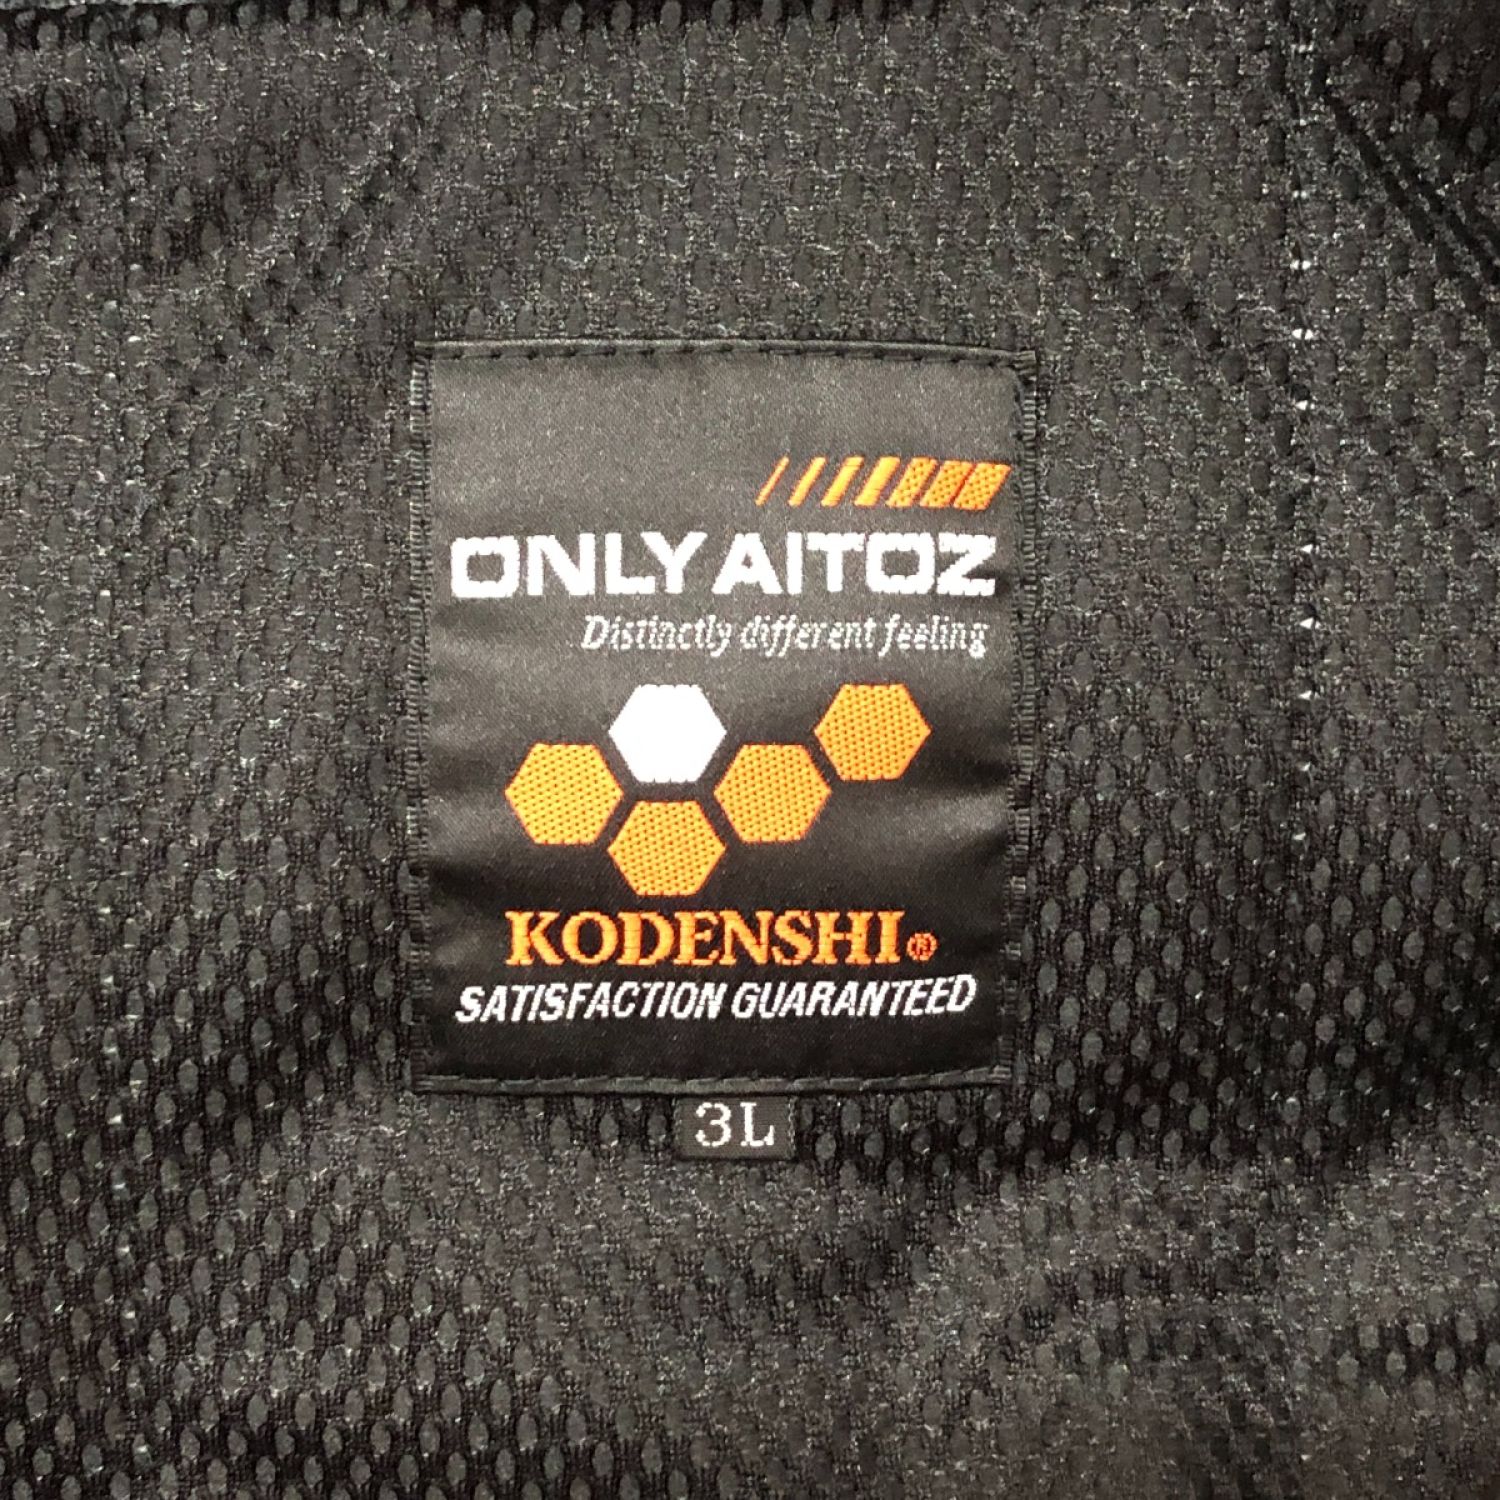 ONLY AITOZ
Distinctly different feeling
KODENSHI®
SATISFACTION GUARANTEED
3L